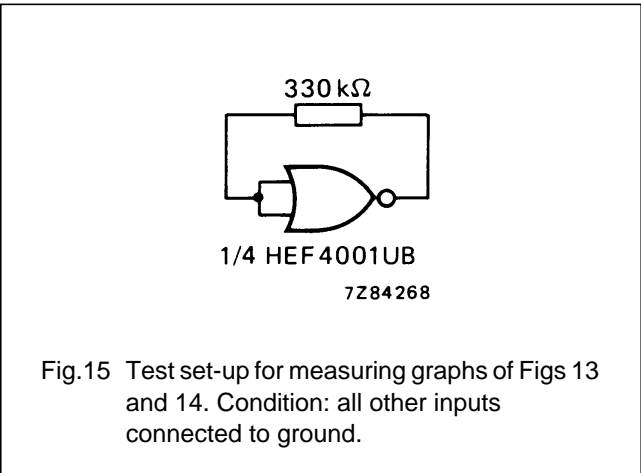 330 kΩ
1/4 HEF4001UB
7Z84268
Fig.15 Test set-up for measuring graphs of Figs 13
and 14. Condition: all other inputs
connected to ground.